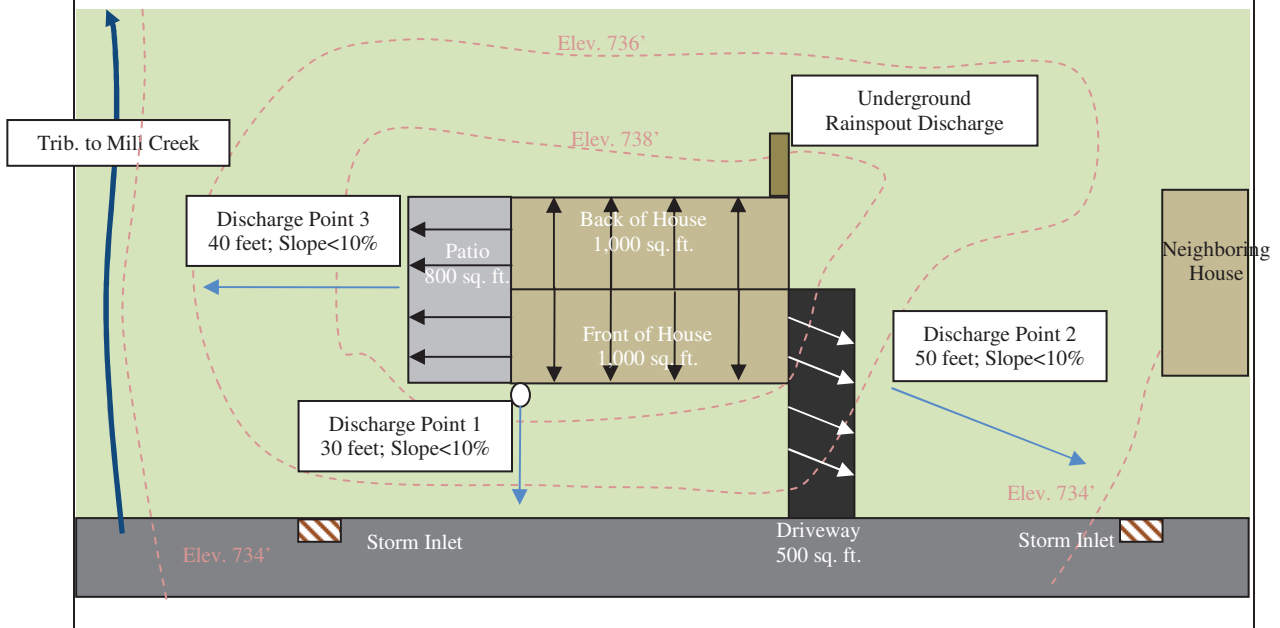 Elev. 736’
Underground
Rainspout Discharge
Trib. to Mill Creek
Elev. 738’
Discharge Point 3
40 feet; Slope<10%
Patio
800 sq. ft.
Back of House
1,000 sq. ft.
Neighboring
House
Front of House
1,000 sq. ft.
Discharge Point 2
50 feet; Slope<10%
Discharge Point 1
30 feet; Slope<10%
Elev. 734’
Driveway
500 sq. ft.
Storm Inlet
Storm Inlet
Elev. 734’